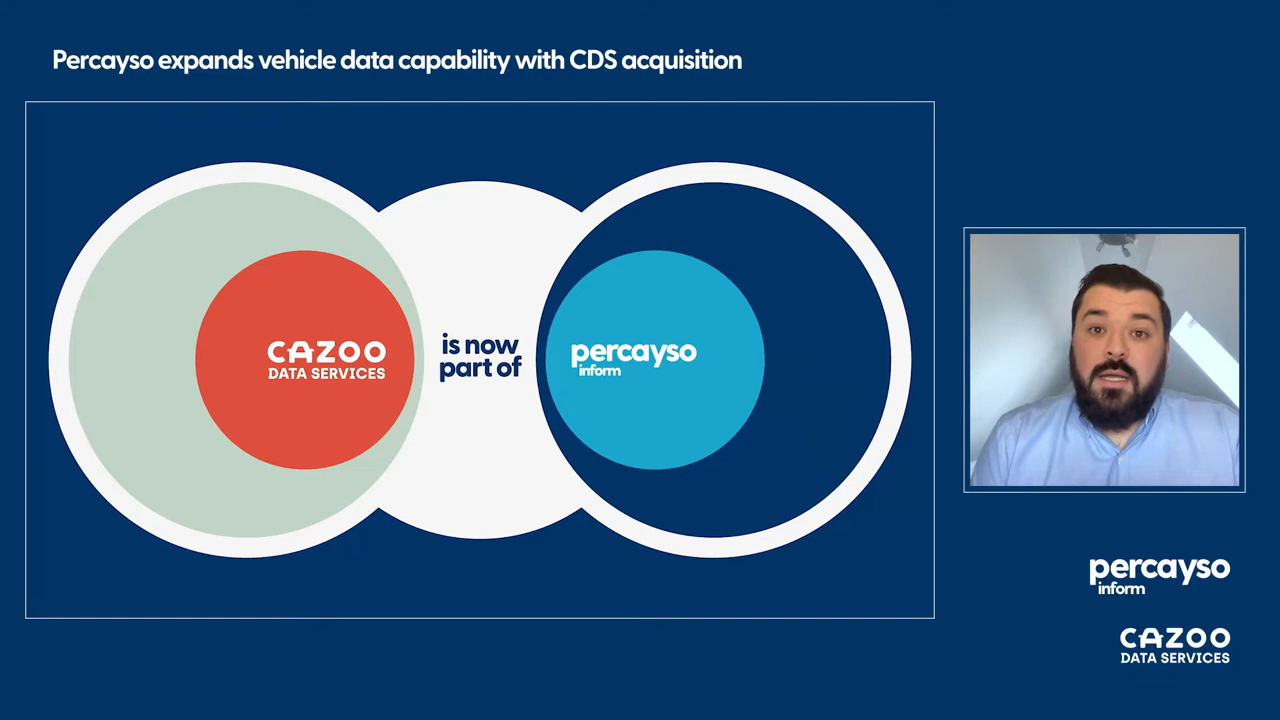 Percayso expands vehicle data capability with CDS acquisition
CAZOO
DATA SERVICES
is now
part of
percayso
inform
percayso
inform
CAZOO
DATA SERVICES